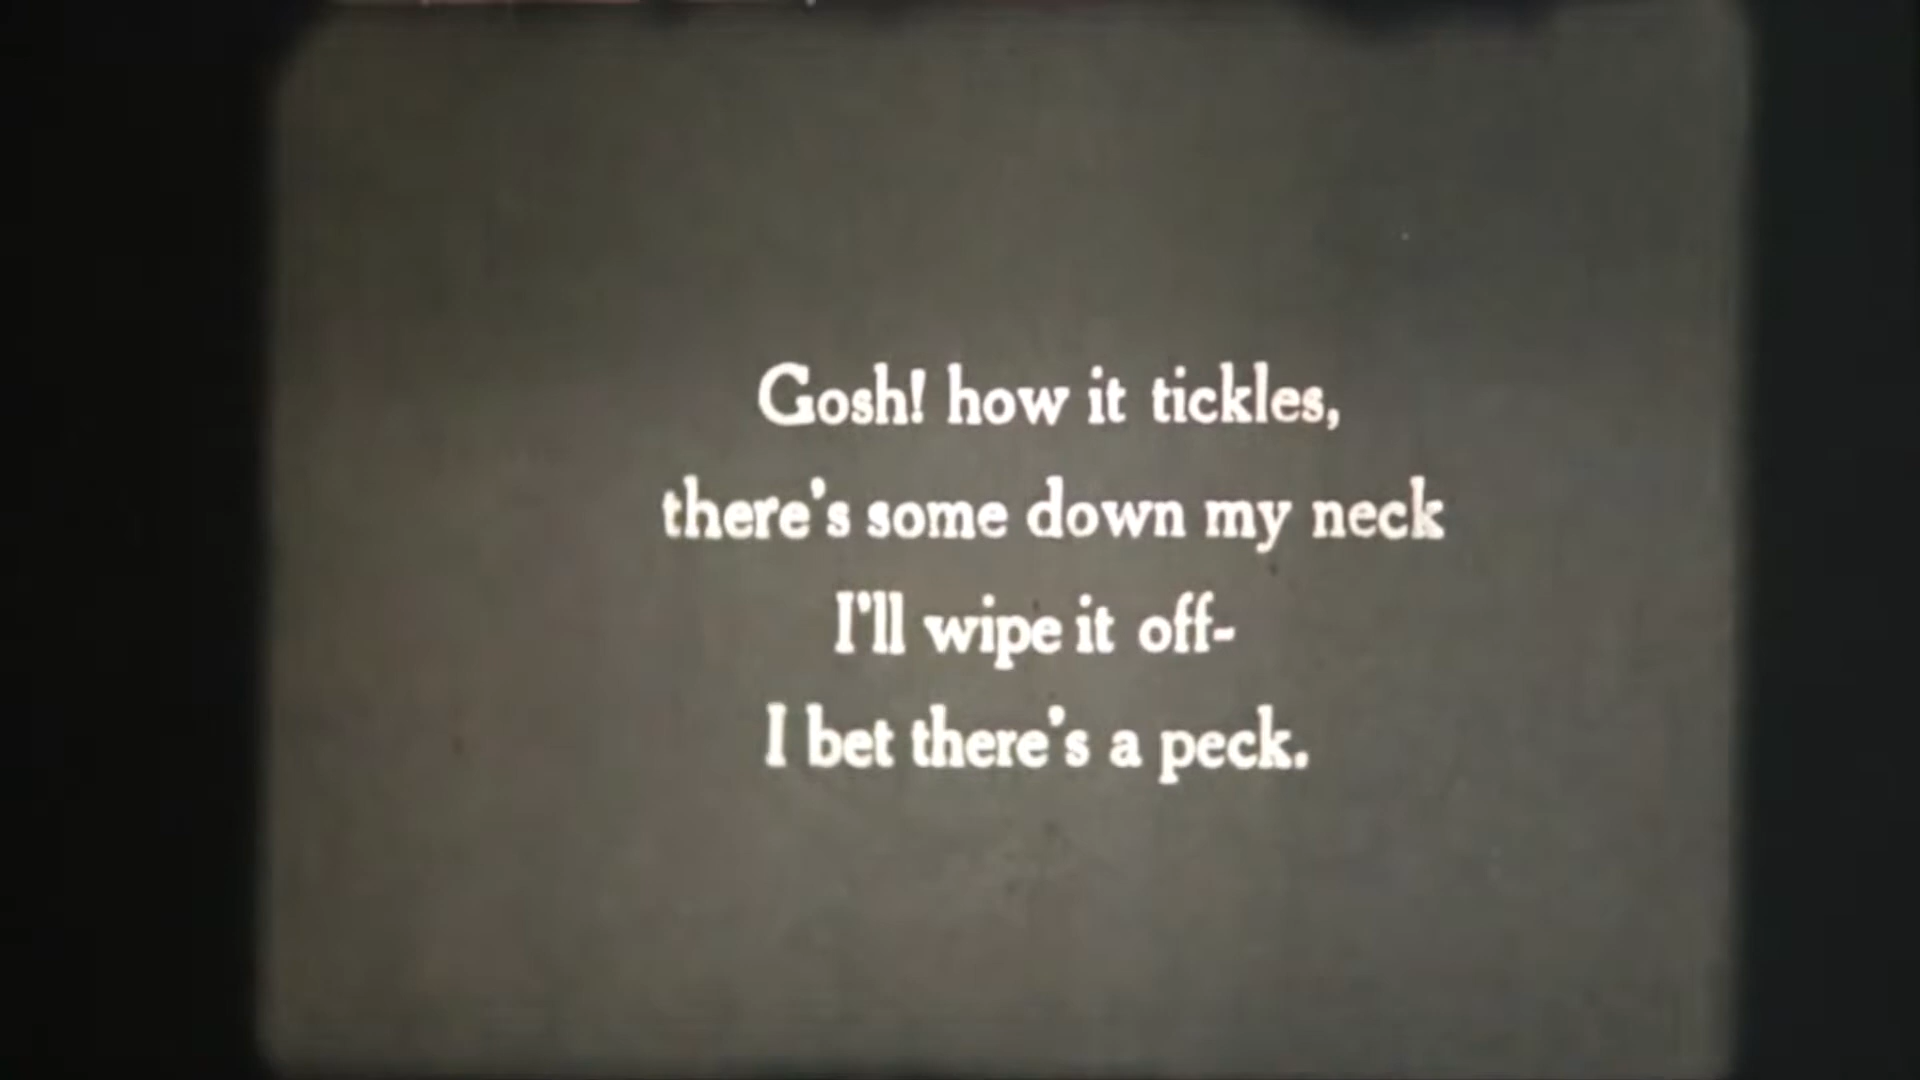 Gosh! how it tickles,
there's some down my neck
I'll wipe it off-
I bet there's a peck.